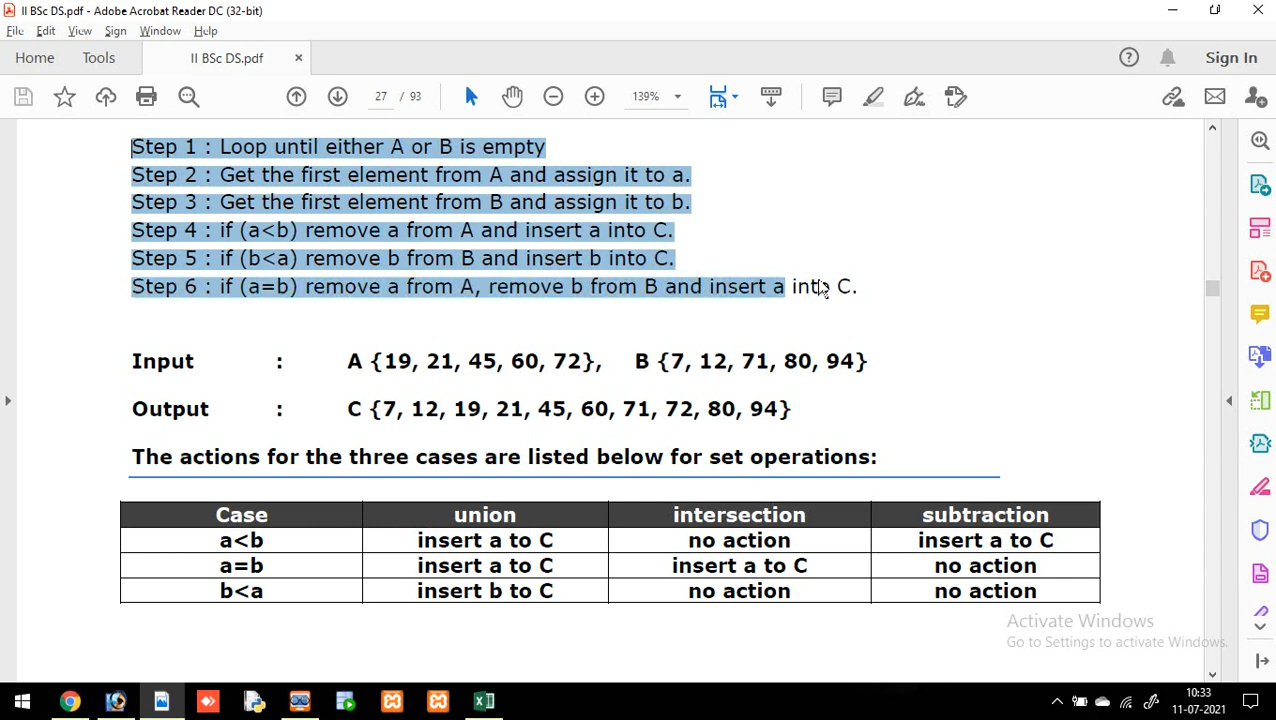 II BSc DS.pdf - Adobe Acrobat Reader DC (32-bit)
File Edit View Sign Window Help
Home Tools II BSc DS.pdf × Sign In
27 / 93 139%
Step 1 : Loop until either A or B is empty
Step 2 : Get the first element from A and assign it to a.
Step 3 : Get the first element from B and assign it to b.
Step 4 : if (a<b) remove a from A and insert a into C.
Step 5 : if (b<a) remove b from B and insert b into C.
Step 6 : if (a=b) remove a from A, remove b from B and insert a into C.
Input : A {19, 21, 45, 60, 72}, B {7, 12, 71, 80, 94}
Output : C {7, 12, 19, 21, 45, 60, 71, 72, 80, 94}
The actions for the three cases are listed below for set operations:
Case union intersection subtraction
a<b insert a to C no action insert a to C
a=b insert a to C insert a to C no action
b<a insert b to C no action no action
Activate Windows
Go to Settings to activate Windows.
10:33
11-07-2021